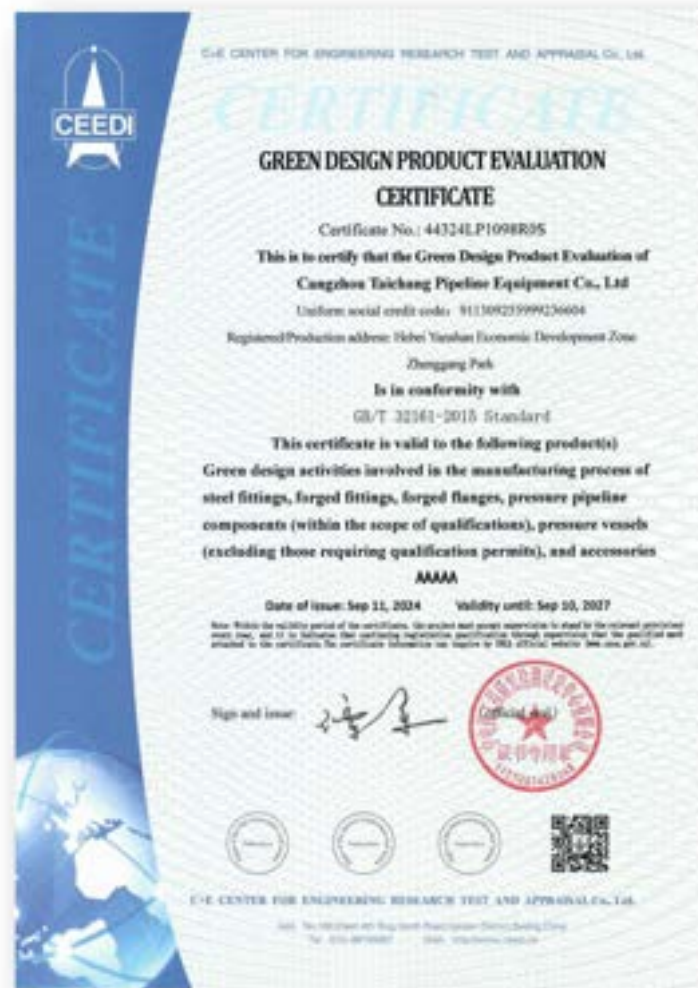 C+E CENTER FOR ENGINEERING RESEARCH TEST AND APPRAISAL Co., Ltd.
CEEDI
CERTIFICATE
CERTIFICATE
GREEN DESIGN PRODUCT EVALUATION
CERTIFICATE
Certificate No.: 44324LP1098R0S
This is to certify that the Green Design Product Evaluation of
Cangzhou Taichang Pipeline Equipment Co., Ltd
Uniform social credit code:
Registered/Production address: Hebei Yanshan Economic Development Zone
Zhenggang Park
Is in conformity with
GB/T 32161-2015 Standard
This certificate is valid to the following product(s)
Green design activities involved in the manufacturing process of
steel fittings, forged fittings, forged flanges, pressure pipeline
components (within the scope of qualifications), pressure vessels
(excluding those requiring qualification permits), and accessories
AAAAA
Date of issue: Sep 11, 2024 Validity until: Sep 10, 2027
Sign and issue: (official seal)
证书专用章
C+E CENTER FOR ENGINEERING RESEARCH TEST AND APPRAISAL Co., Ltd.